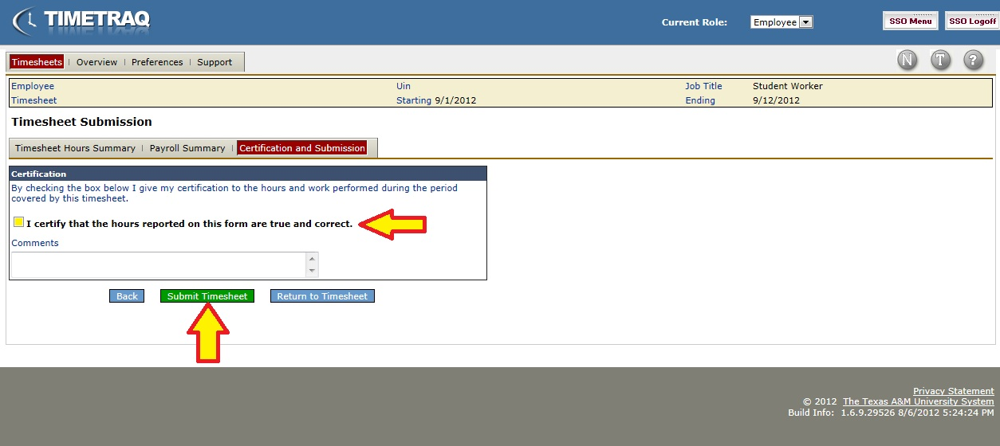 TIMETRAQ
Current Role: Employee SSO Menu SSO Logoff
Timesheets | Overview | Preferences | Support N T ?
Employee Uin Job Title Student Worker
Timesheet Starting 9/1/2012 Ending 9/12/2012
Timesheet Submission
Timesheet Hours Summary | Payroll Summary | Certification and Submission
Certification
By checking the box below I give my certification to the hours and work performed during the period
covered by this timesheet.
I certify that the hours reported on this form are true and correct.
Comments
Back Submit Timesheet Return to Timesheet
Privacy Statement
© 2012 The Texas A&M University System
Build Info: 1.6.9.29526 8/6/2012 5:24:24 PM